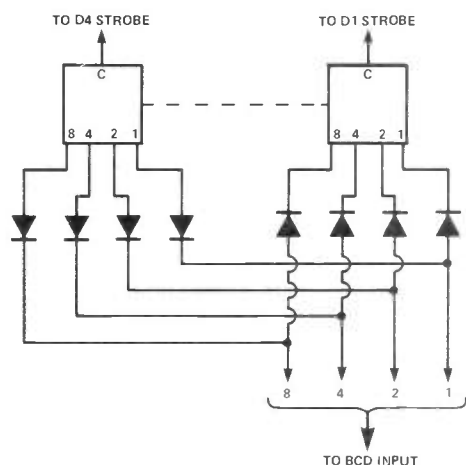 TO D4 STROBE TO D1 STROBE
C C
8 4 2 1 8 4 2 1
8 4 2 1
TO BCD INPUT